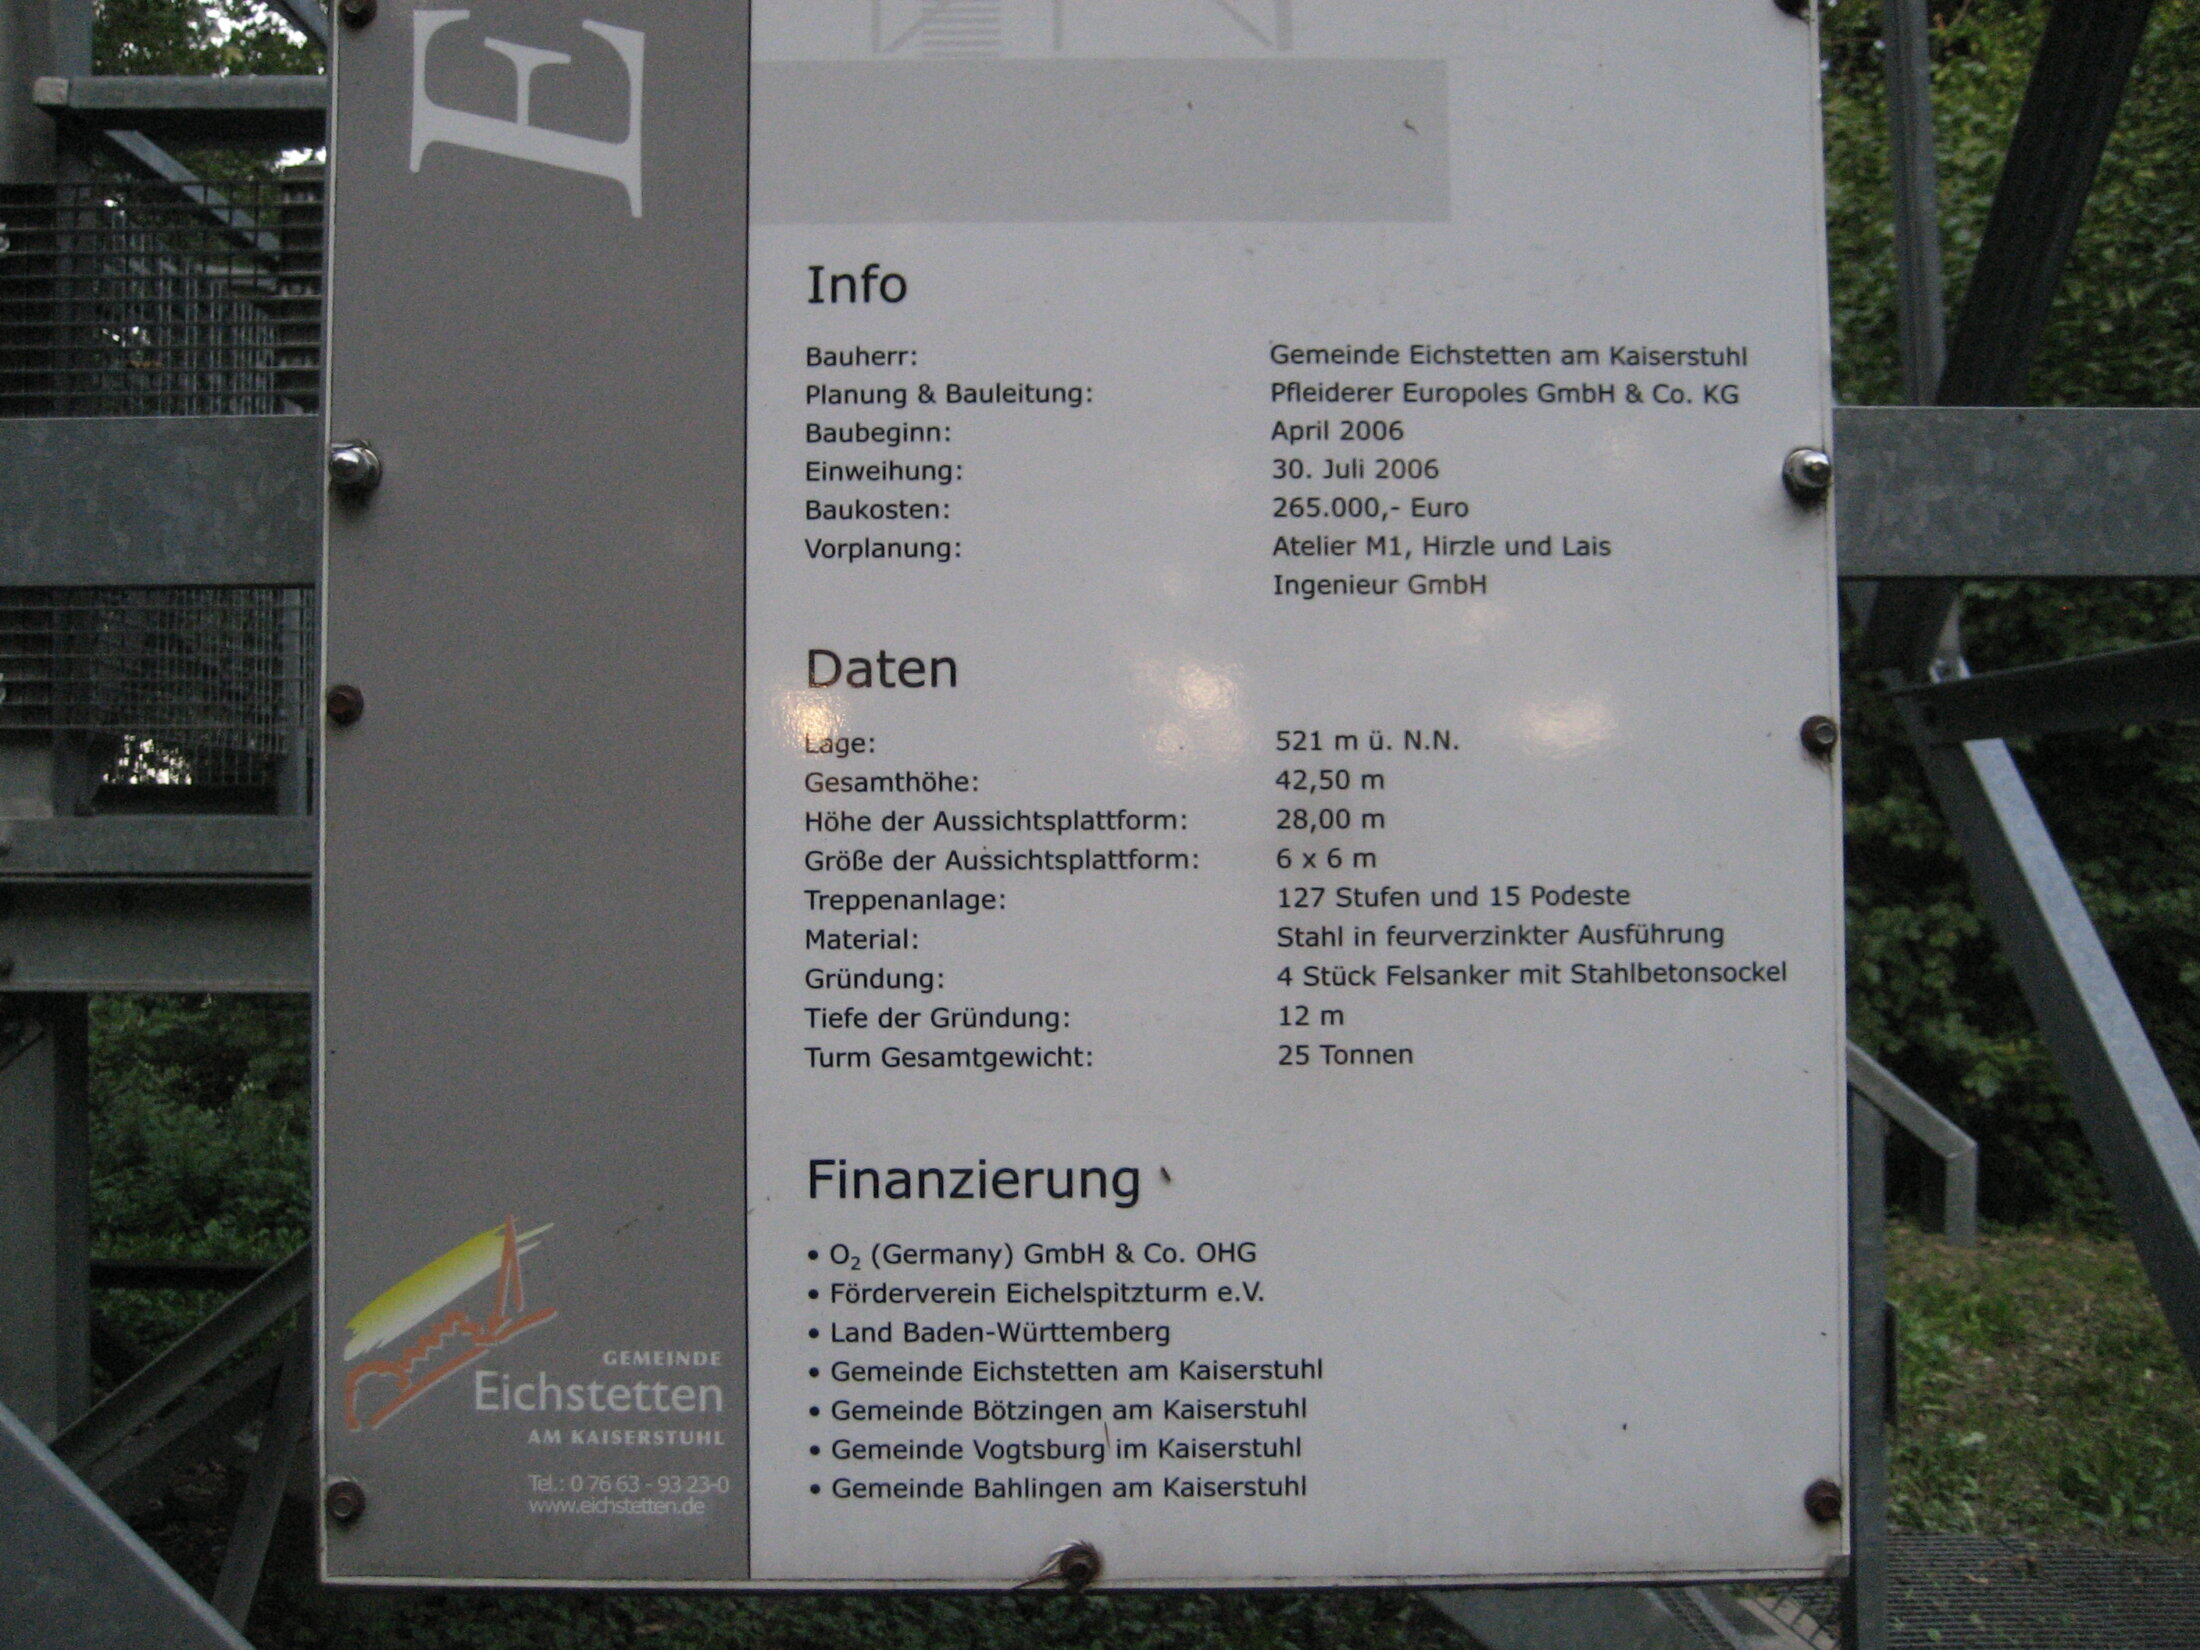 E
Info
Bauherr: Gemeinde Eichstetten am Kaiserstuhl
Planung & Bauleitung: Pfleiderer Europoles GmbH & Co. KG
Baubeginn: April 2006
Einweihung: 30. Juli 2006
Baukosten: 265.000,- Euro
Vorplanung: Atelier M1, Hirzle und Lais
Ingenieur GmbH
Daten
Lage: 521 m ü. N.N.
Gesamthöhe: 42,50 m
Höhe der Aussichtsplattform: 28,00 m
Größe der Aussichtsplattform: 6 x 6 m
Treppenanlage: 127 Stufen und 15 Podeste
Material: Stahl in feurverzinkter Ausführung
Gründung: 4 Stück Felsanker mit Stahlbetonsockel
Tiefe der Gründung: 12 m
Turm Gesamtgewicht: 25 Tonnen
Finanzierung
• O₂ (Germany) GmbH & Co. OHG
• Förderverein Eichelspitzturm e.V.
• Land Baden-Württemberg
• Gemeinde Eichstetten am Kaiserstuhl
• Gemeinde Bötzingen am Kaiserstuhl
• Gemeinde Vogtsburg im Kaiserstuhl
• Gemeinde Bahlingen am Kaiserstuhl
GEMEINDE
Eichstetten
AM KAISERSTUHL
Tel.: 0 76 63 - 93 23-0
www.eichstetten.de